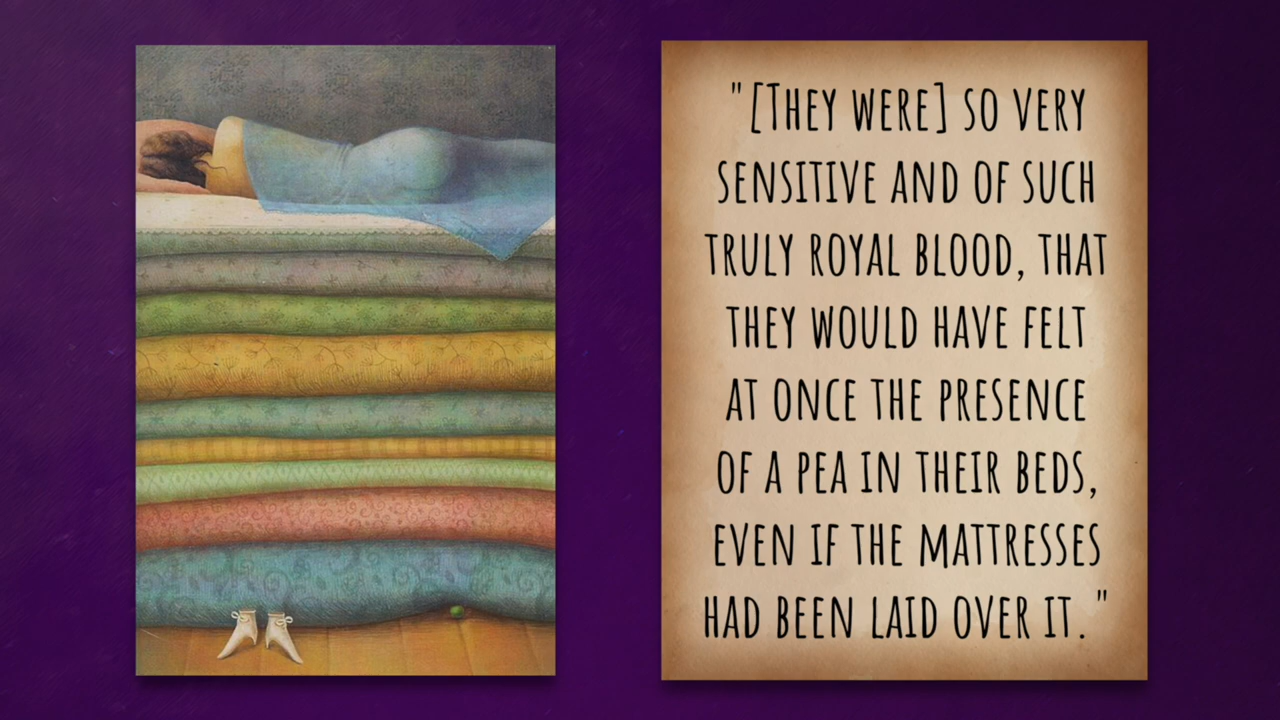 "[They were] so very
sensitive and of such
truly royal blood, that
they would have felt
at once the presence
of a pea in their beds,
even if the mattresses
had been laid over it."